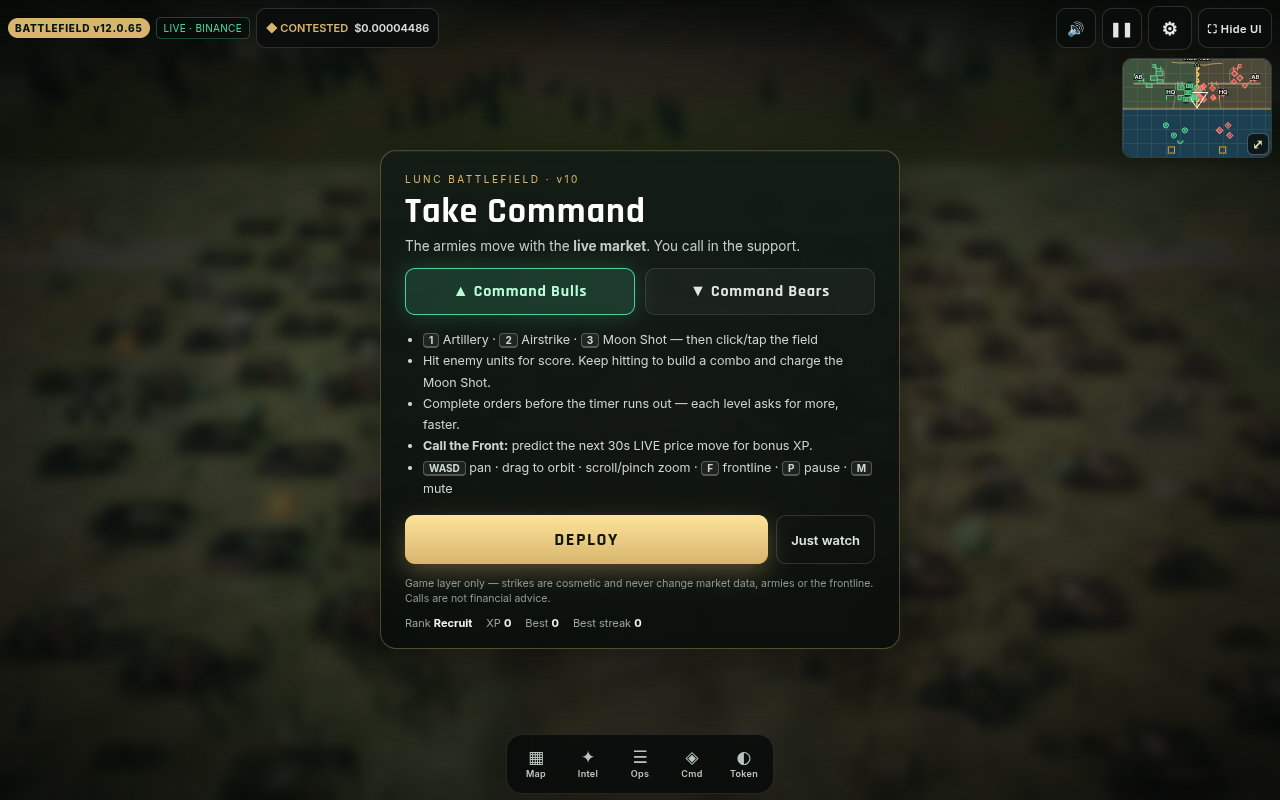 BATTLEFIELD v12.0.65
LIVE · BINANCE
◆ CONTESTED $0.00004486
Hide UI
AB
AB
HQ
HQ
LUNC BATTLEFIELD · v10
Take Command
The armies move with the live market. You call in the support.
▲ Command Bulls
▼ Command Bears
• 1 Artillery · 2 Airstrike · 3 Moon Shot — then click/tap the field
• Hit enemy units for score. Keep hitting to build a combo and charge the
Moon Shot.
• Complete orders before the timer runs out — each level asks for more,
faster.
• Call the Front: predict the next 30s LIVE price move for bonus XP.
• WASD pan · drag to orbit · scroll/pinch zoom · F frontline · P pause · M
mute
DEPLOY
Just watch
Game layer only — strikes are cosmetic and never change market data, armies or the frontline.
Calls are not financial advice.
Rank Recruit XP 0 Best 0 Best streak 0
Map
Intel
Ops
Cmd
Token